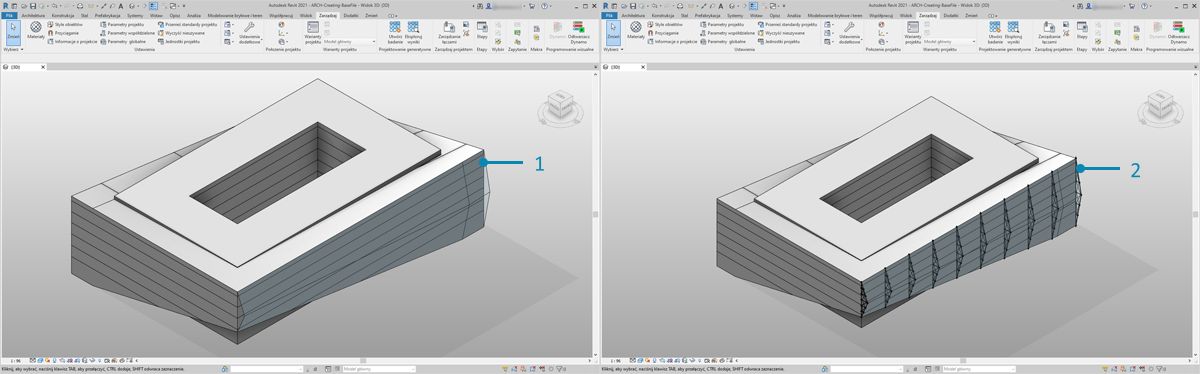 Autodesk Revit 2021 - ARCH-Creating-BaseFile - Widok 3D: {3D}
Plik Architektura Konstrukcja Stal Prefabrykacja Systemy Wstaw Opisz Analiza Modelowanie bryłowe i teren Współpraca Widok Zarządzaj Dodatki Zmień
Zmień Materiały
Style obiektów
Przyciąganie
Informacje o projekcie
Parametry projektu
Parametry współdzielone
Parametry globalne
Przenieś standardy projektu
Wyczyść nieużywane
Jednostki projektu
Ustawienia dodatkowe
Warianty projektu
Model główny
Utwórz badanie
Eksploruj wyniki
Zarządzanie łączami
Etapy
Dynamo
Odtwarzacz Dynamo
Wybierz
Ustawienia
Położenie projektu
Warianty projektu
Projektowanie generatywne
Zarządzaj projektem
Etapy
Wybór
Zapytanie
Makra
Programowanie wizualne
{3D}
1
1 : 96
Kliknij, aby wybrać, naciśnij klawisz TAB, aby przełączyć, CTRL dodaje, SHIFT odwraca zaznaczenie.
Model główny
Autodesk Revit 2021 - ARCH-Creating-BaseFile - Widok 3D: {3D}
Plik Architektura Konstrukcja Stal Prefabrykacja Systemy Wstaw Opisz Analiza Modelowanie bryłowe i teren Współpraca Widok Zarządzaj Dodatki Zmień
Zmień Materiały
Style obiektów
Przyciąganie
Informacje o projekcie
Parametry projektu
Parametry współdzielone
Parametry globalne
Przenieś standardy projektu
Wyczyść nieużywane
Jednostki projektu
Ustawienia dodatkowe
Warianty projektu
Model główny
Utwórz badanie
Eksploruj wyniki
Zarządzanie łączami
Etapy
Dynamo
Odtwarzacz Dynamo
Wybierz
Ustawienia
Położenie projektu
Warianty projektu
Projektowanie generatywne
Zarządzaj projektem
Etapy
Wybór
Zapytanie
Makra
Programowanie wizualne
{3D}
2
1 : 96
Kliknij, aby wybrać, naciśnij klawisz TAB, aby przełączyć, CTRL dodaje, SHIFT odwraca zaznaczenie.
Model główny